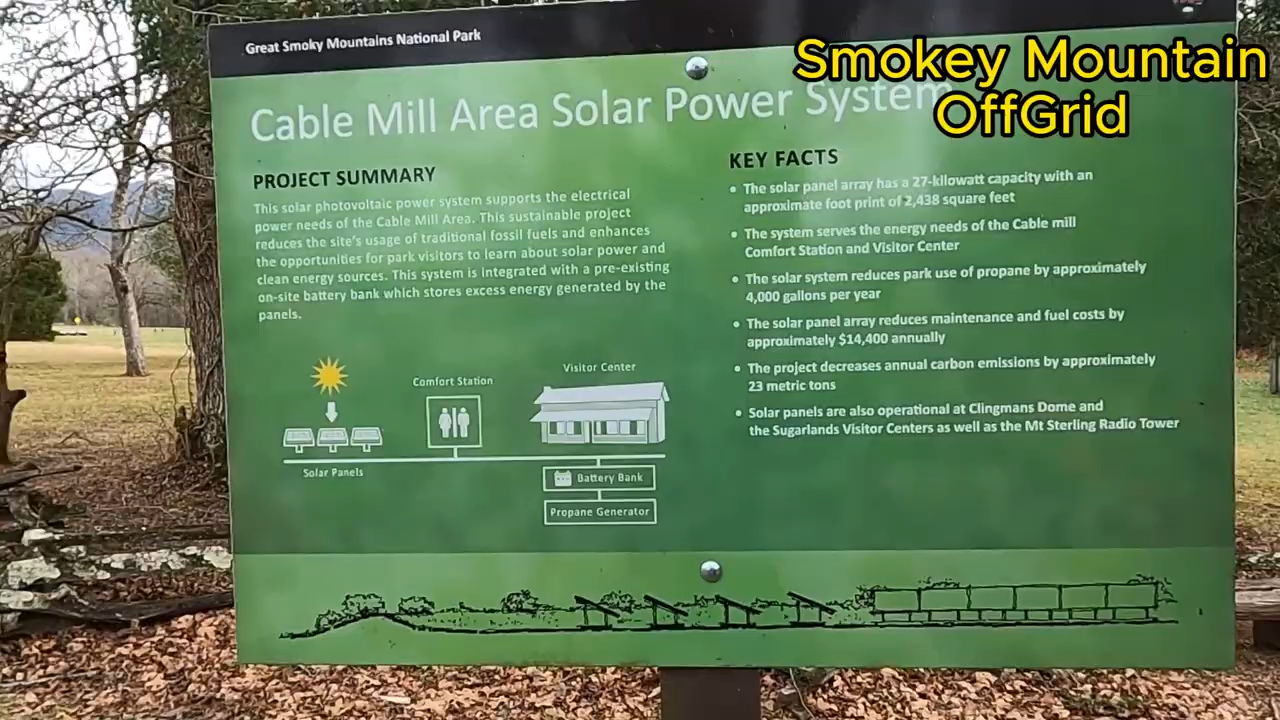 Great Smoky Mountains National Park
Smokey Mountain
OffGrid
Cable Mill Area Solar Power System
PROJECT SUMMARY
This solar photovoltaic power system supports the electrical
power needs of the Cable Mill Area. This sustainable project
reduces the site's usage of traditional fossil fuels and enhances
the opportunities for park visitors to learn about solar power and
clean energy sources. This system is integrated with a pre-existing
on-site battery bank which stores excess energy generated by the
panels.
Solar Panels
Comfort Station
Visitor Center
Battery Bank
Propane Generator
KEY FACTS
• The solar panel array has a 27-kilowatt capacity with an
approximate foot print of 2,438 square feet
• The system serves the energy needs of the Cable mill
Comfort Station and Visitor Center
• The solar system reduces park use of propane by approximately
4,000 gallons per year
• The solar panel array reduces maintenance and fuel costs by
approximately $14,400 annually
• The project decreases annual carbon emissions by approximately
23 metric tons
• Solar panels are also operational at Clingmans Dome and
the Sugarlands Visitor Centers as well as the Mt Sterling Radio Tower